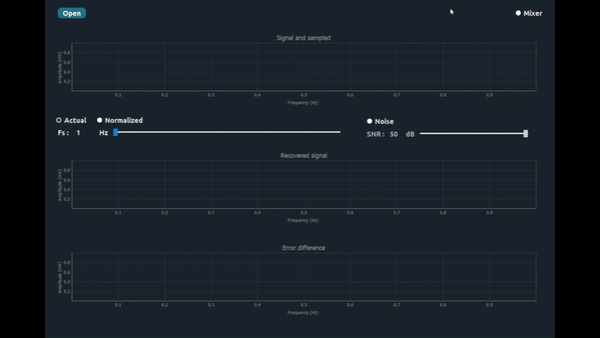 Open
Mixer
Signal and sampled
Amplitude (mV)
0.8
0.6
0.4
0.2
0.1 0.2 0.3 0.4 0.5 0.6 0.7 0.8 0.9
Frequency (Hz)
Actual Normalized Noise
Fs : 1 Hz SNR : 50 dB
Recovered signal
Amplitude (mV)
0.8
0.6
0.4
0.2
0.1 0.2 0.3 0.4 0.5 0.6 0.7 0.8 0.9
Frequency (Hz)
Error difference
Amplitude (mV)
0.8
0.6
0.4
0.2
0.1 0.2 0.3 0.4 0.5 0.6 0.7 0.8 0.9
Frequency (Hz)